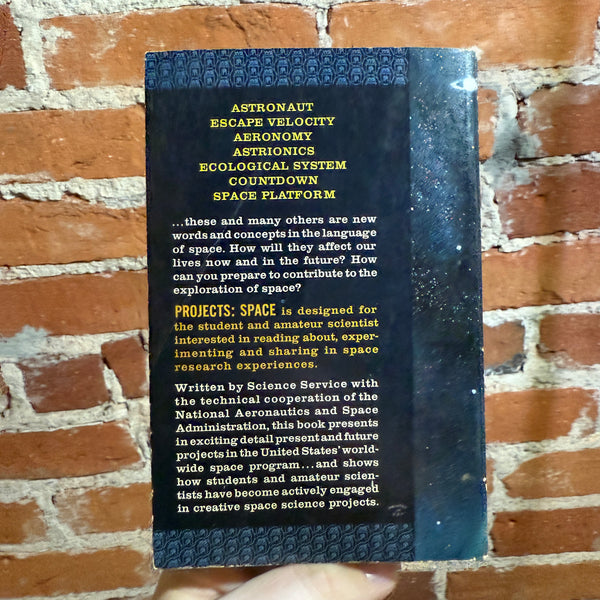 ASTRONAUT
ESCAPE VELOCITY
AERONOMY
ASTRIONICS
ECOLOGICAL SYSTEM
COUNTDOWN
SPACE PLATFORM
...these and many others are new
words and concepts in the language
of space. How will they affect our
lives now and in the future? How
can you prepare to contribute to the
exploration of space?
PROJECTS: SPACE is designed for
the student and amateur scientist
interested in reading about, exper-
imenting and sharing in space
research experiences.
Written by Science Service with
the technical cooperation of the
National Aeronautics and Space
Administration, this book presents
in exciting detail present and future
projects in the United States' world-
wide space program...and shows
how students and amateur scien-
tists have become actively engaged
in creative space science projects.